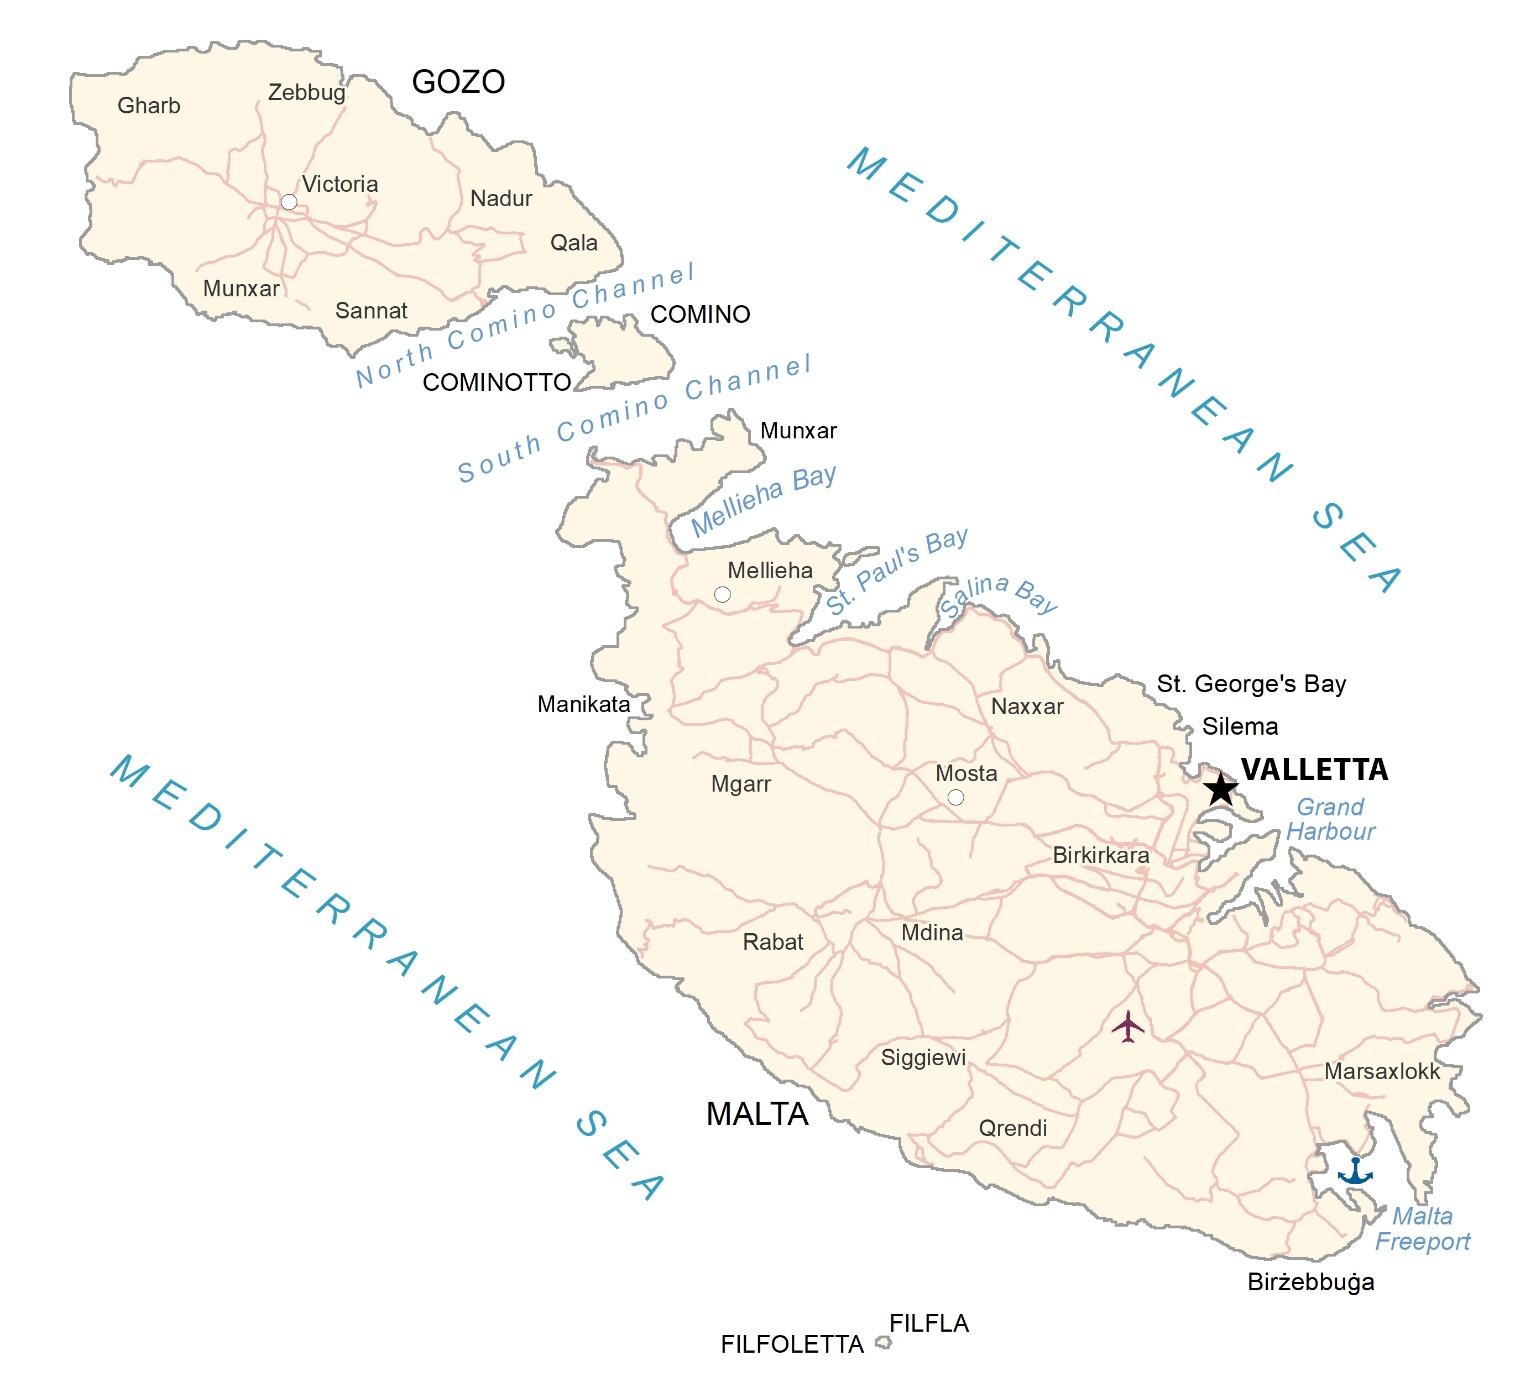 GOZO
Zebbug
Gharb
Victoria
Nadur
Qala
Munxar
Sannat
North Comino Channel
COMINO
COMINOTTO
South Comino Channel
MEDITERRANEAN SEA
Munxar
Mellieha Bay
Mellieha
St. Paul's Bay
Salina Bay
St. George's Bay
Manikata
Naxxar
Silema
VALLETTA
Mosta
Mgarr
Grand
Harbour
Birkirkara
MEDITERRANEAN SEA
Rabat
Mdina
Siggiewi
Marsaxlokk
MALTA
Qrendi
Malta
Freeport
Birżebbuġa
FILFLA
FILFOLETTA